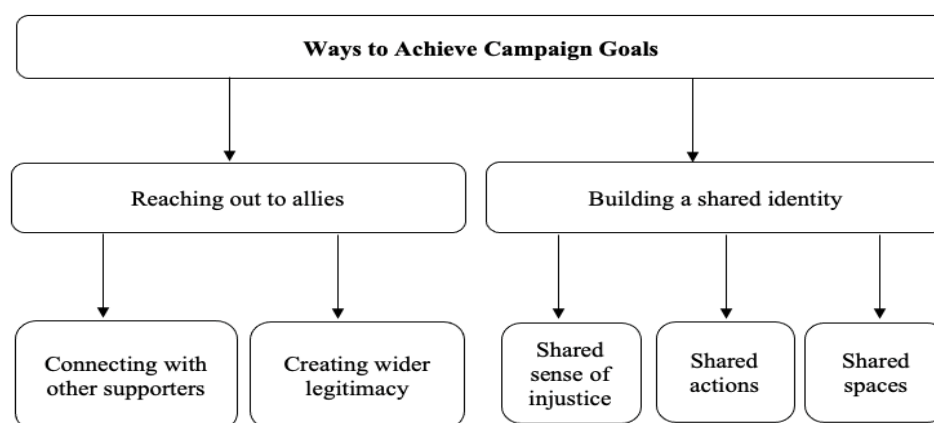 Ways to Achieve Campaign Goals
Reaching out to allies
Building a shared identity
Connecting with
other supporters
Creating wider
legitimacy
Shared
sense of
injustice
Shared
actions
Shared
spaces